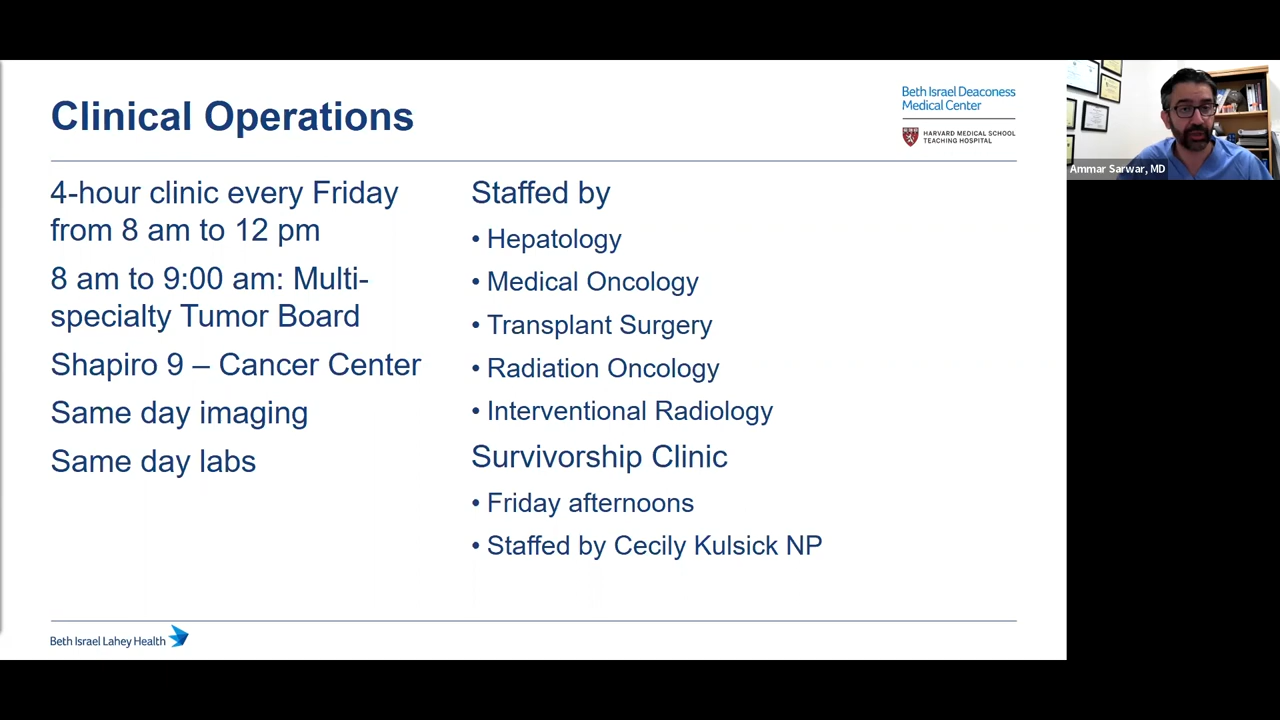 Clinical Operations
Beth Israel Deaconess
Medical Center
HARVARD MEDICAL SCHOOL
TEACHING HOSPITAL
4-hour clinic every Friday
from 8 am to 12 pm
8 am to 9:00 am: Multi-
specialty Tumor Board
Shapiro 9 – Cancer Center
Same day imaging
Same day labs
Staffed by
• Hepatology
• Medical Oncology
• Transplant Surgery
• Radiation Oncology
• Interventional Radiology
Survivorship Clinic
• Friday afternoons
• Staffed by Cecily Kulsick NP
Beth Israel Lahey Health
Ammar Sarwar, MD